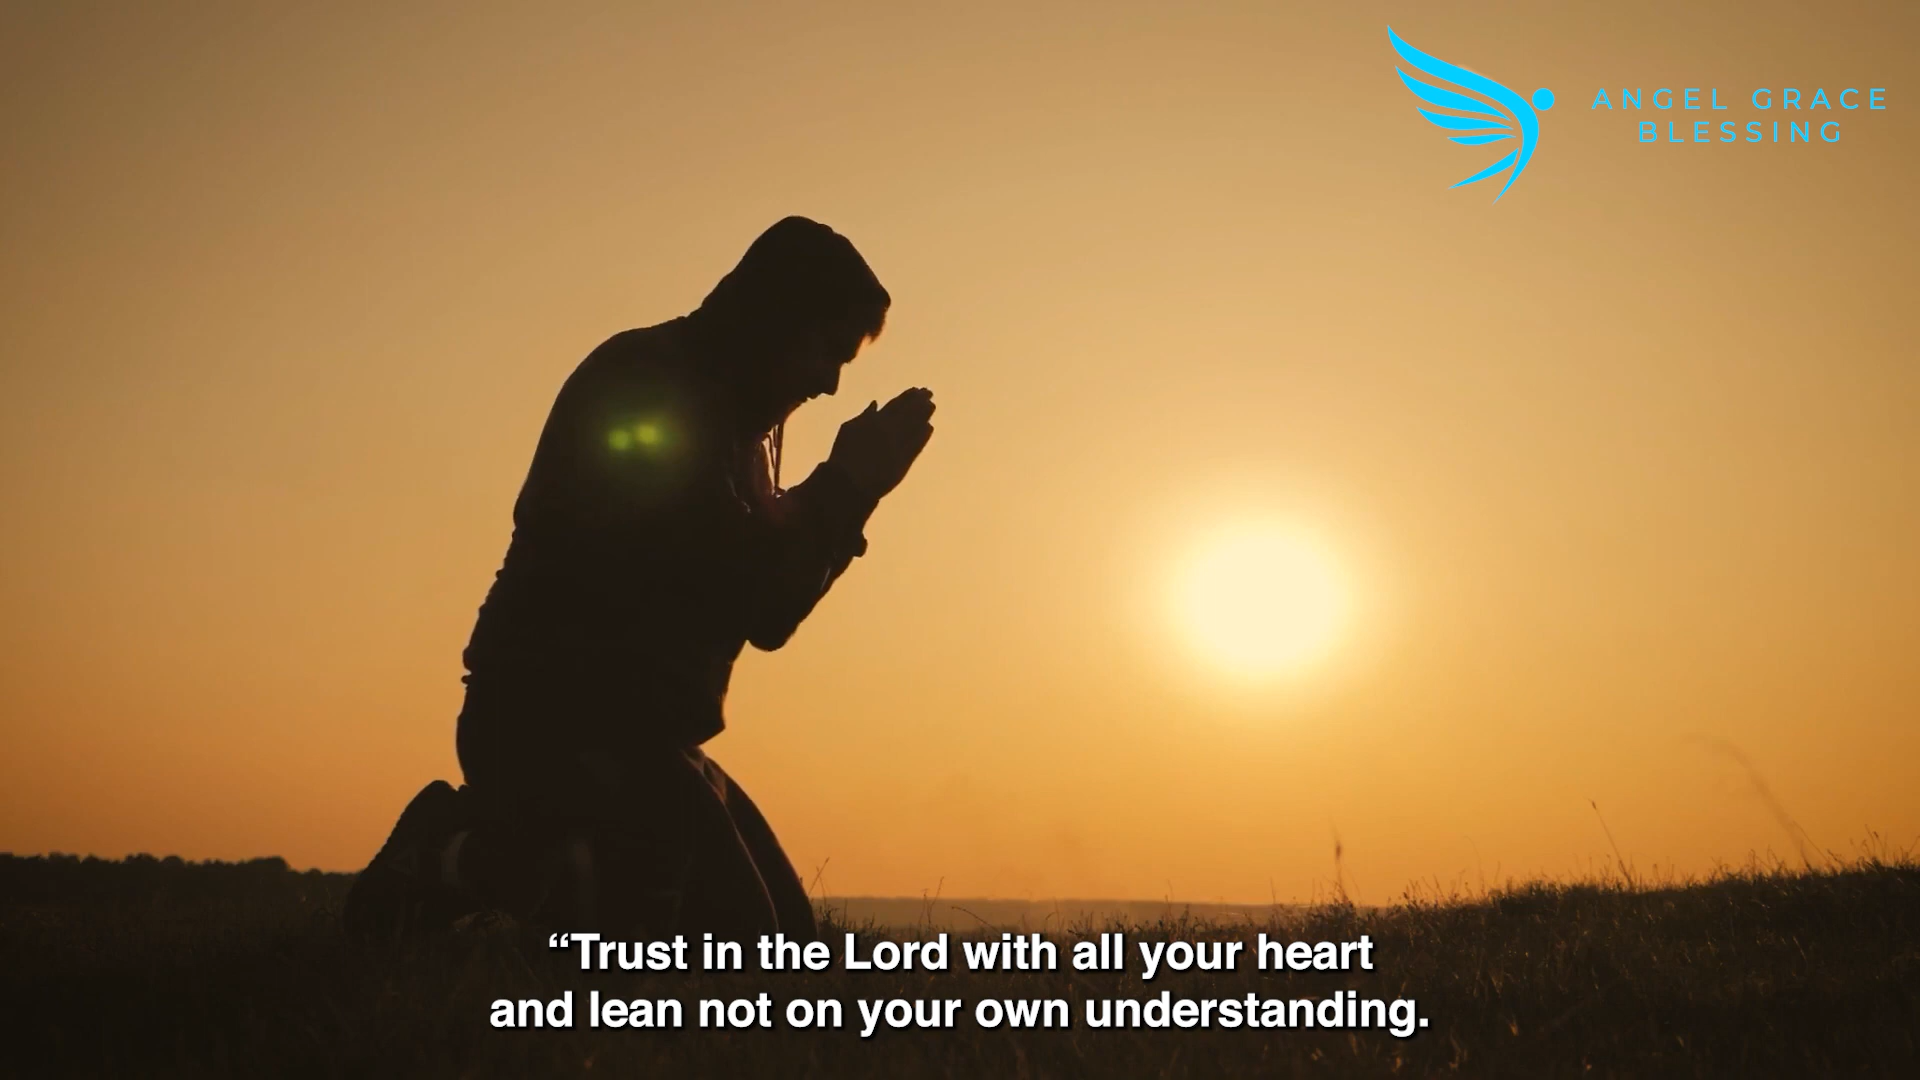 ANGEL GRACE
BLESSING
“Trust in the Lord with all your heart
and lean not on your own understanding.